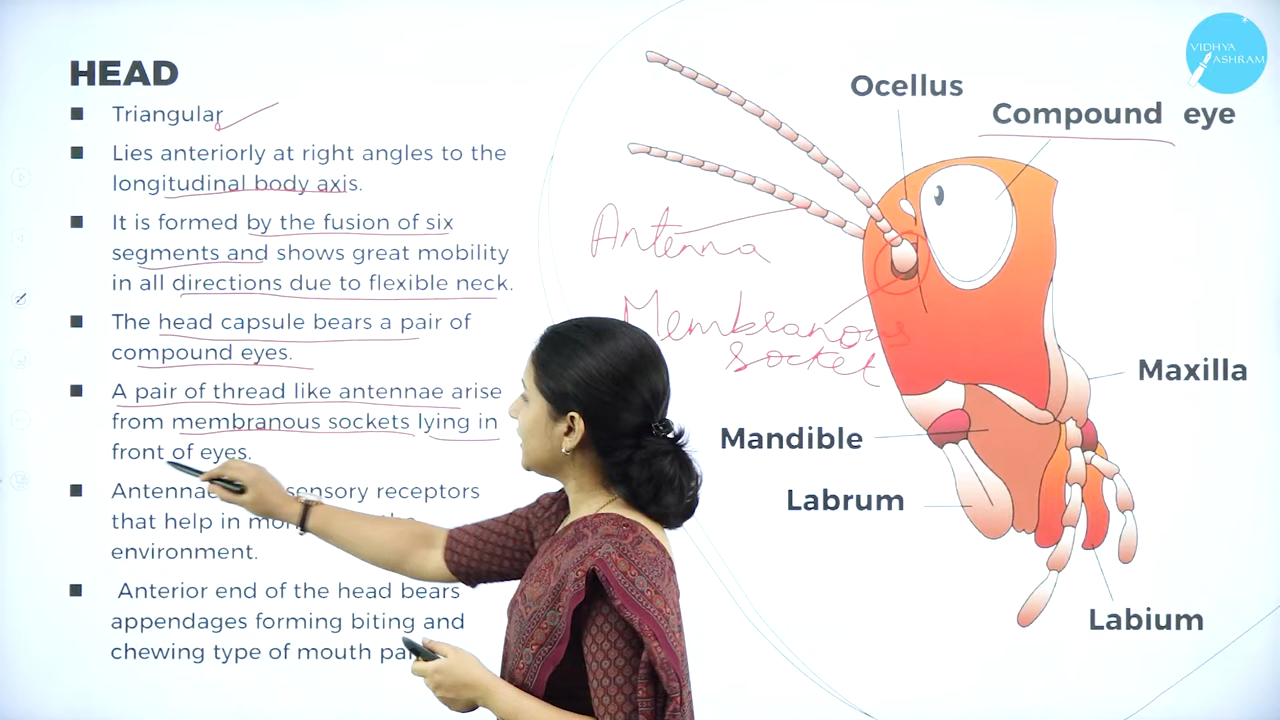 HEAD
Triangular
Lies anteriorly at right angles to the
longitudinal body axis.
It is formed by the fusion of six
segments and shows great mobility
in all directions due to flexible neck.
The head capsule bears a pair of
compound eyes.
A pair of thread like antennae arise
from membranous sockets lying in
front of eyes.
Antennae sensory receptors
that help in the
environment.
Anterior end of the head bears
appendages forming biting and
chewing type of mouth
Ocellus
Compound eye
Antenna
Membranous
socket
Maxilla
Mandible
Labrum
Labium
VIDHYA
ASHRAM